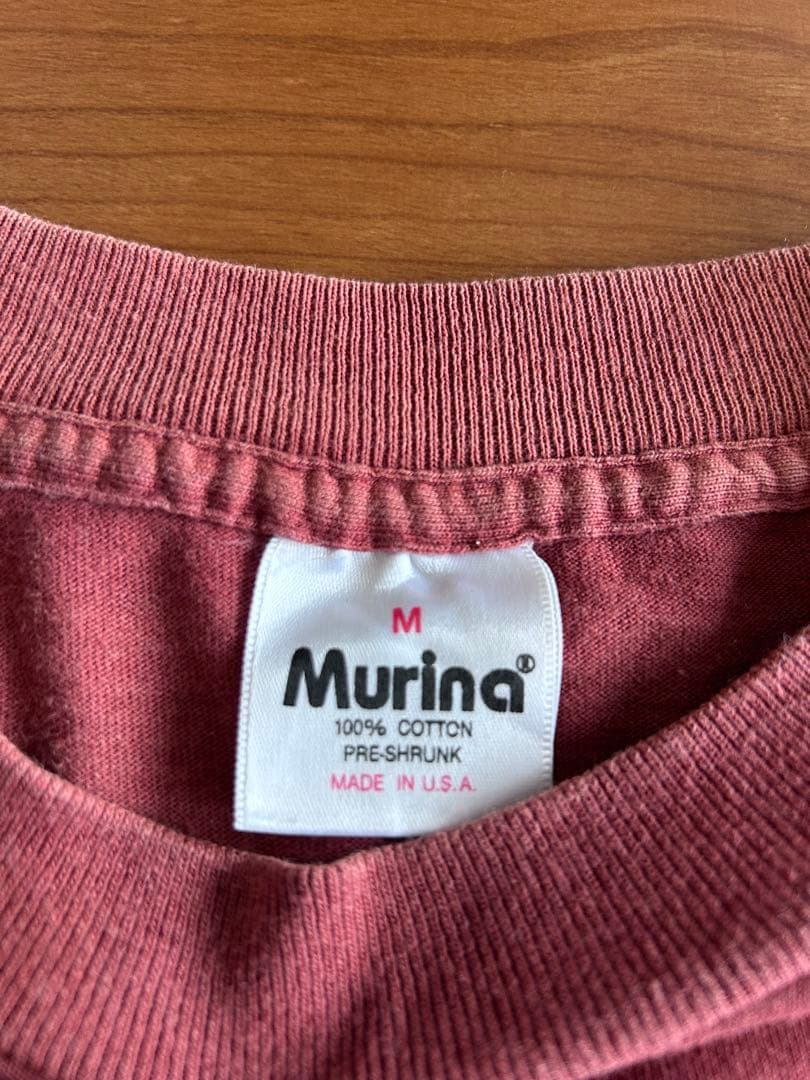 M
Murina®
100% COTTON
PRE-SHRUNK
MADE IN U.S.A.